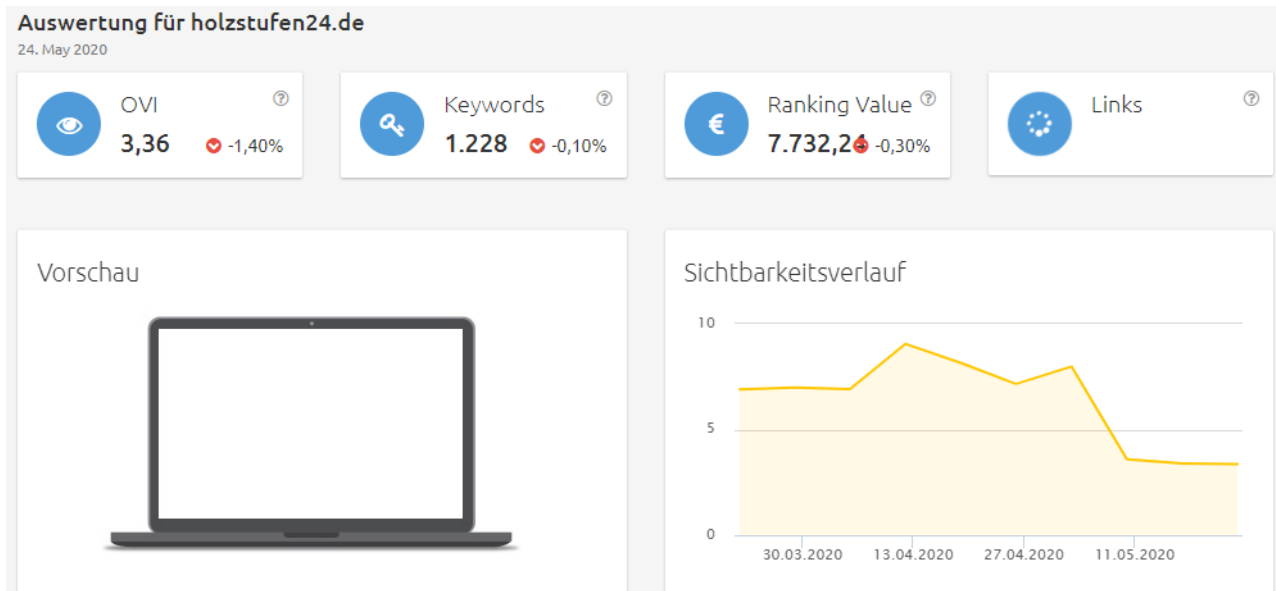 Auswertung für holzstufen24.de
24. May 2020
OVI
3,36 -1,40%
Keywords
1.228 -0,10%
Ranking Value
7.732,24 -0,30%
Links
Vorschau
Sichtbarkeitsverlauf
10
5
0
30.03.2020 13.04.2020 27.04.2020 11.05.2020